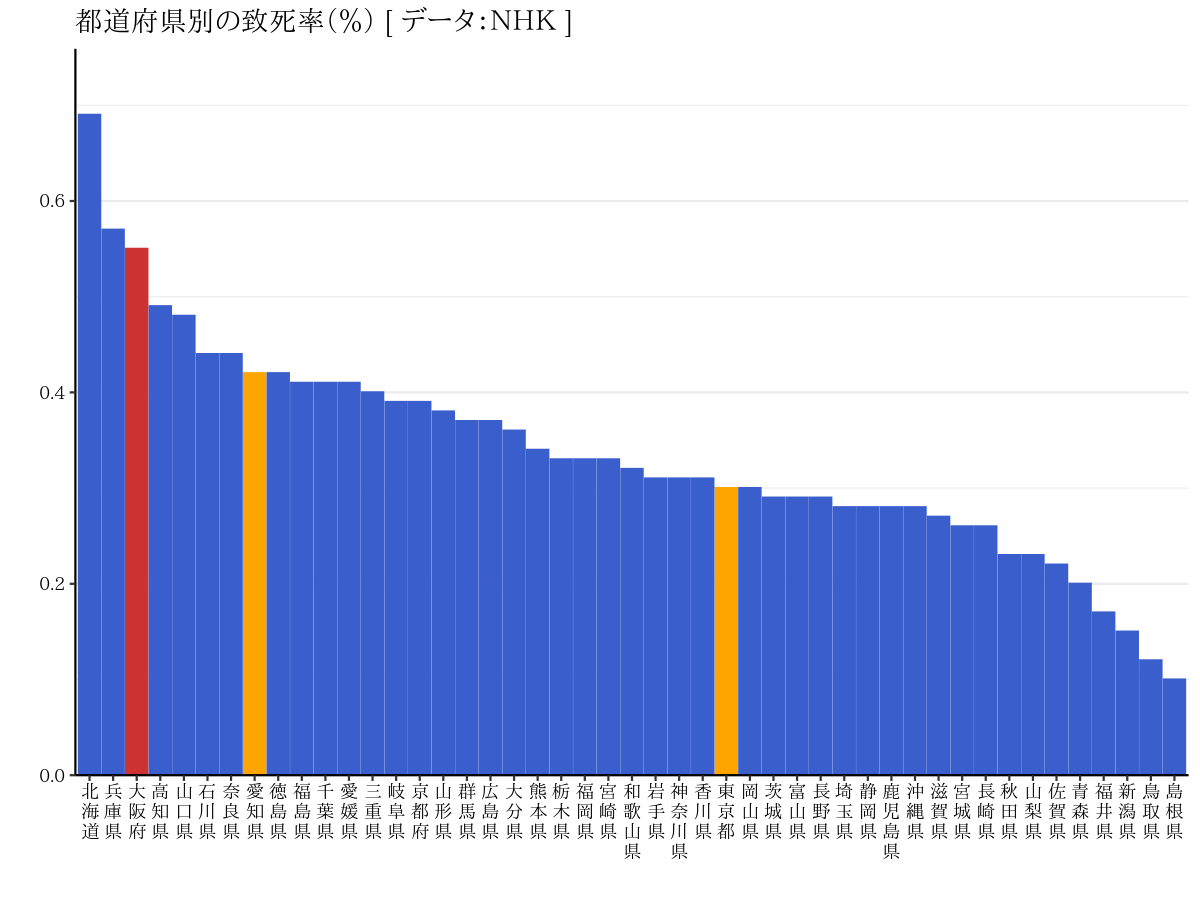 都道府県別の致死率(%) [ データ:NHK ]
0.6
0.4
0.2
0.0
北海道
兵庫県
大阪府
高知県
山口県
石川県
奈良県
愛知県
徳島県
福島県
千葉県
愛媛県
三重県
岐阜県
京都府
山形県
群馬県
広島県
大分県
熊本県
栃木県
福岡県
宮崎県
和歌山県
岩手県
神奈川県
香川県
東京都
岡山県
茨城県
富山県
長野県
埼玉県
静岡県
鹿児島県
沖縄県
滋賀県
宮城県
長崎県
秋田県
山梨県
佐賀県
青森県
福井県
新潟県
鳥取県
島根県